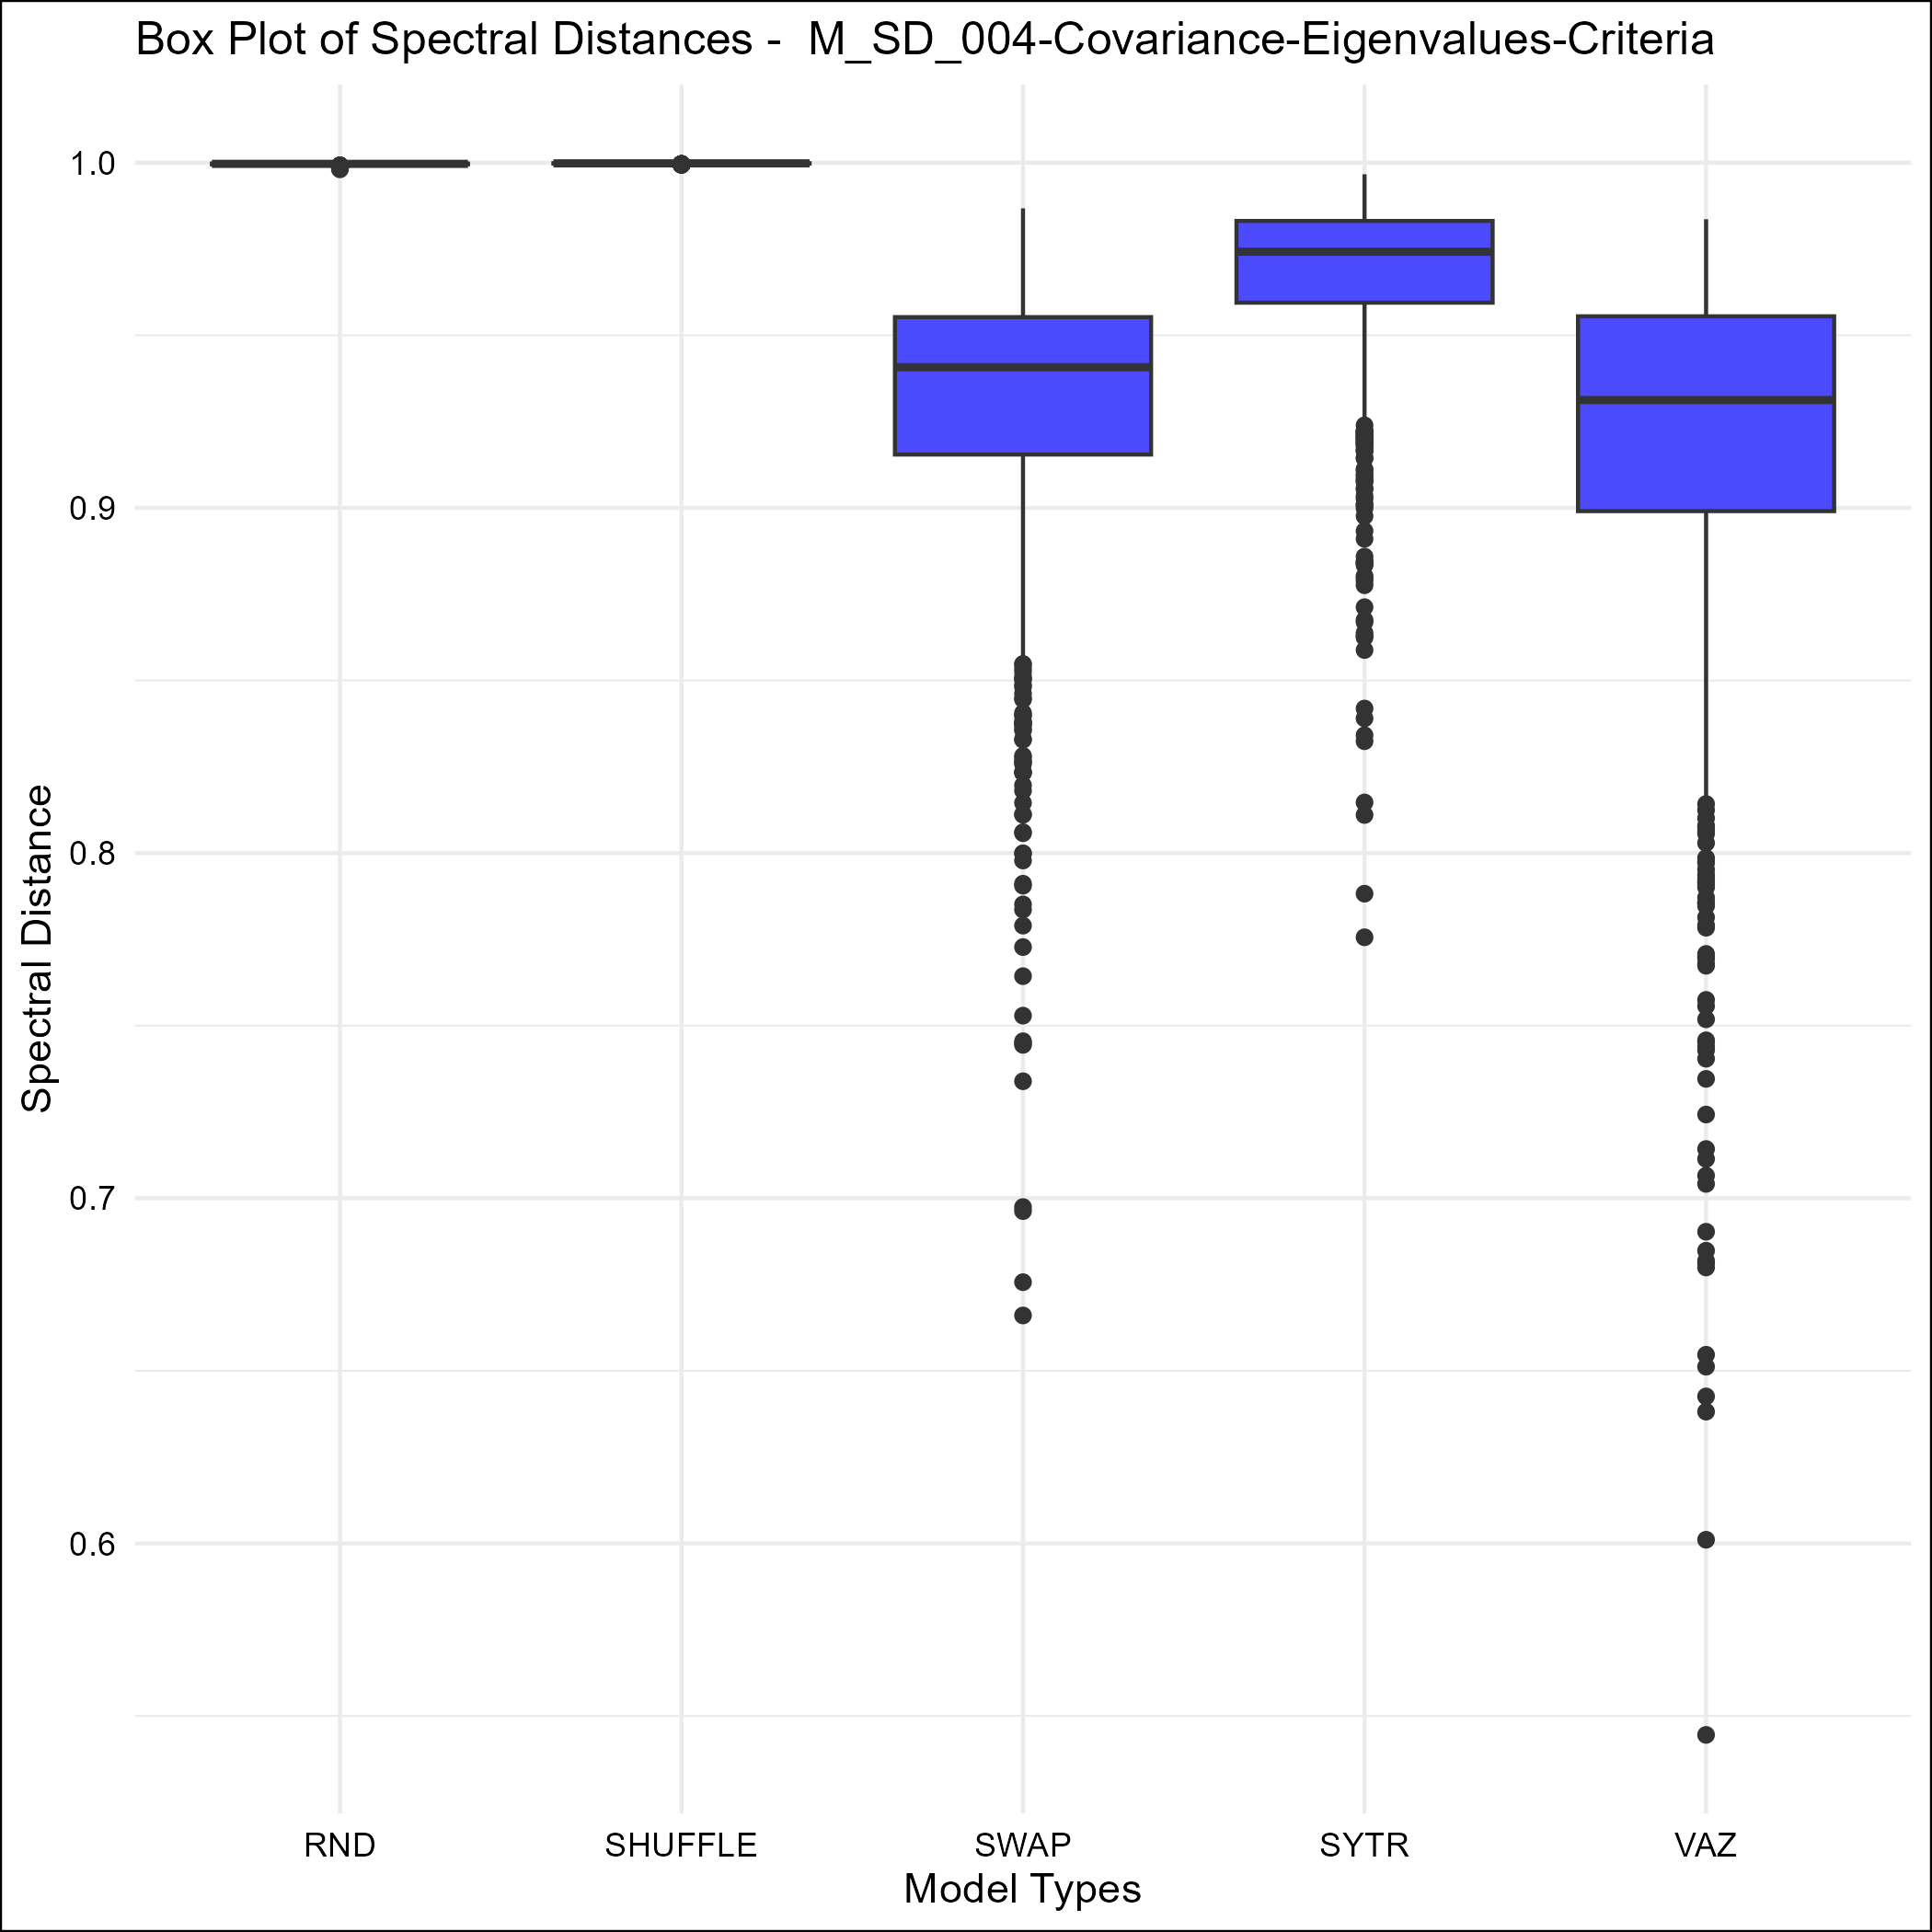 Box Plot of Spectral Distances -  M_SD_004-Covariance-Eigenvalues-Criteria
1.0
0.9
0.8
0.7
0.6
Spectral Distance
RND
SHUFFLE
SWAP
SYTR
VAZ
Model Types